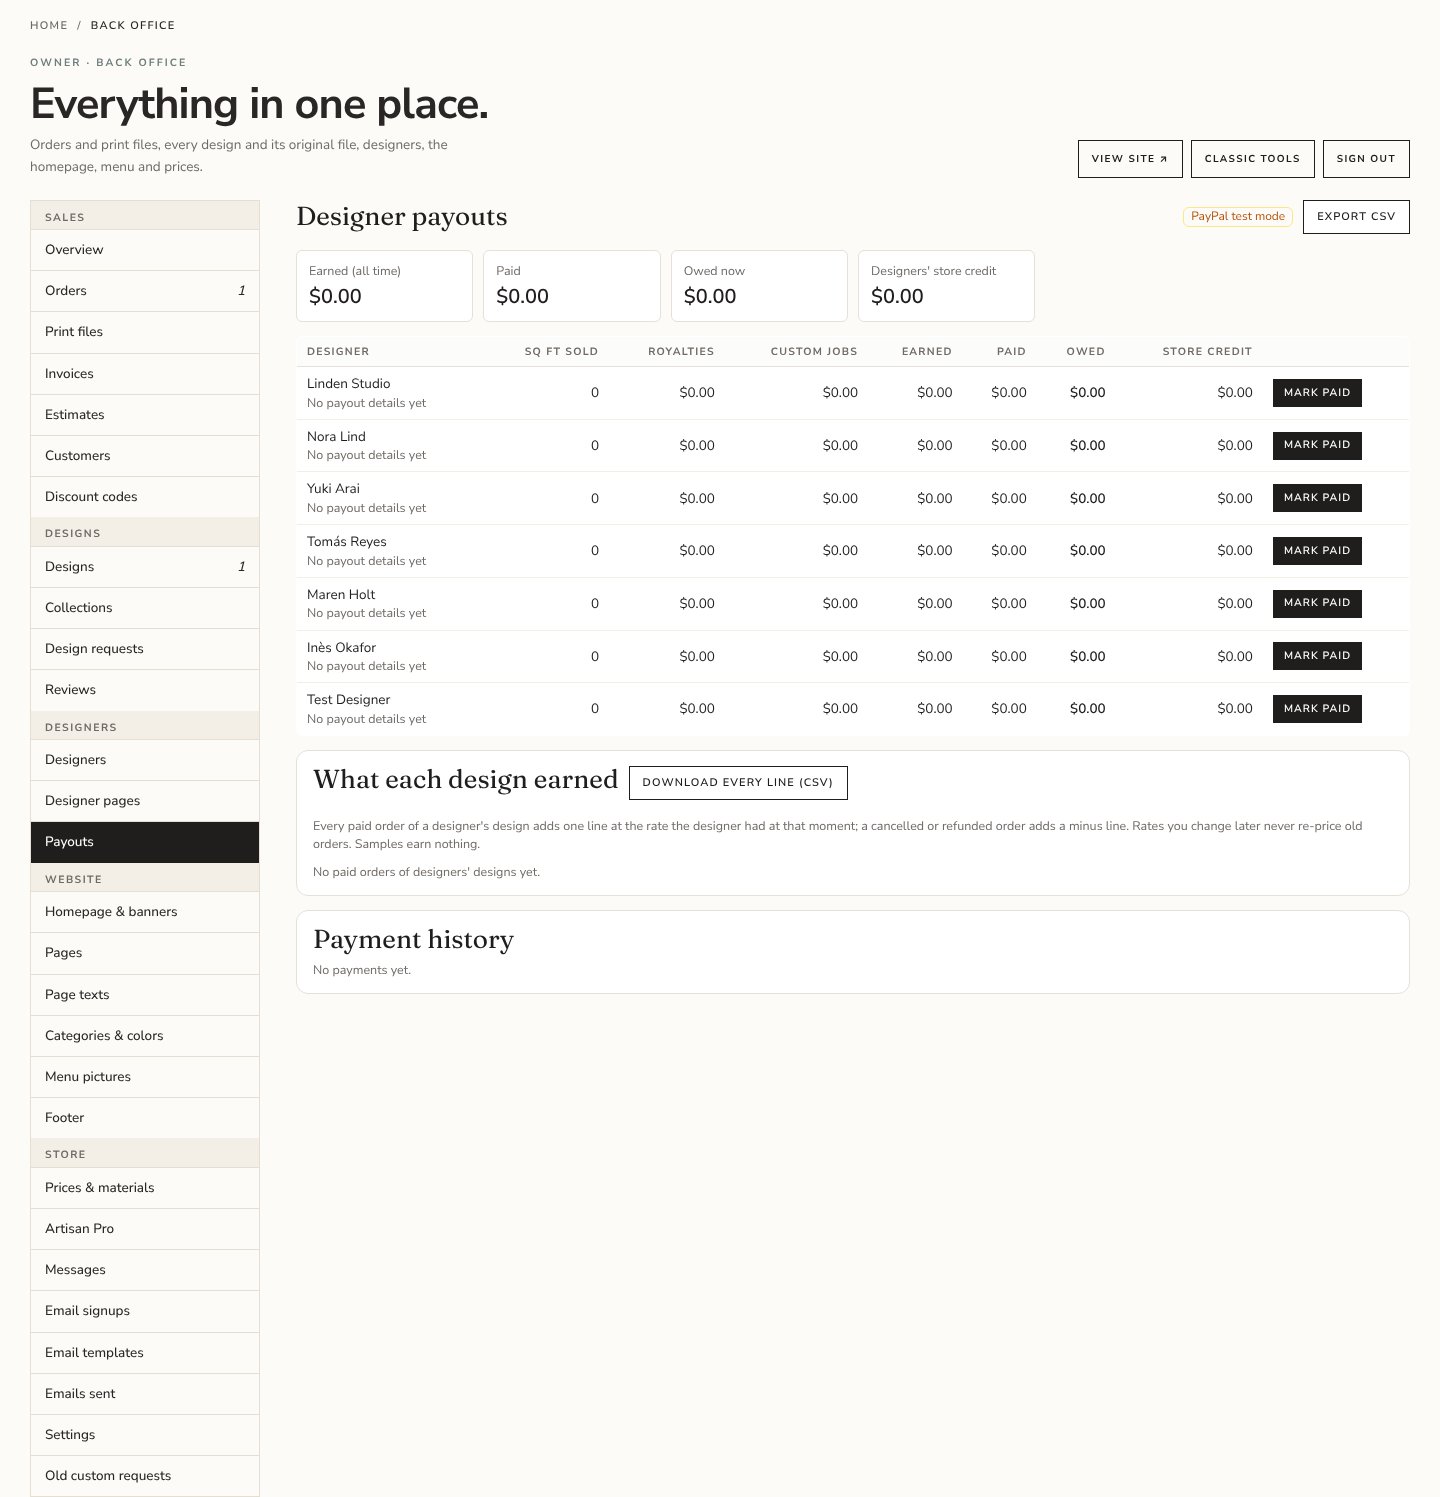 HOME / BACK OFFICE
OWNER · BACK OFFICE
Everything in one place.
Orders and print files, every design and its original file, designers, the
homepage, menu and prices.
VIEW SITE ↗ CLASSIC TOOLS SIGN OUT
SALES
Overview
Orders 1
Print files
Invoices
Estimates
Customers
Discount codes
DESIGNS
Designs 1
Collections
Design requests
Reviews
DESIGNERS
Designers
Designer pages
Payouts
WEBSITE
Homepage & banners
Pages
Page texts
Categories & colors
Menu pictures
Footer
STORE
Prices & materials
Artisan Pro
Messages
Email signups
Email templates
Emails sent
Settings
Old custom requests
Designer payouts
PayPal test mode EXPORT CSV
Earned (all time) Paid Owed now Designers' store credit
$0.00 $0.00 $0.00 $0.00
DESIGNER SQ FT SOLD ROYALTIES CUSTOM JOBS EARNED PAID OWED STORE CREDIT
Linden Studio
No payout details yet
0 $0.00 $0.00 $0.00 $0.00 $0.00 $0.00 MARK PAID
Nora Lind
No payout details yet
0 $0.00 $0.00 $0.00 $0.00 $0.00 $0.00 MARK PAID
Yuki Arai
No payout details yet
0 $0.00 $0.00 $0.00 $0.00 $0.00 $0.00 MARK PAID
Tomás Reyes
No payout details yet
0 $0.00 $0.00 $0.00 $0.00 $0.00 $0.00 MARK PAID
Maren Holt
No payout details yet
0 $0.00 $0.00 $0.00 $0.00 $0.00 $0.00 MARK PAID
Inès Okafor
No payout details yet
0 $0.00 $0.00 $0.00 $0.00 $0.00 $0.00 MARK PAID
Test Designer
No payout details yet
0 $0.00 $0.00 $0.00 $0.00 $0.00 $0.00 MARK PAID
What each design earned DOWNLOAD EVERY LINE (CSV)
Every paid order of a designer's design adds one line at the rate the designer had at that moment; a cancelled or refunded order adds a minus line. Rates you change later never re-price old
orders. Samples earn nothing.
No paid orders of designers' designs yet.
Payment history
No payments yet.